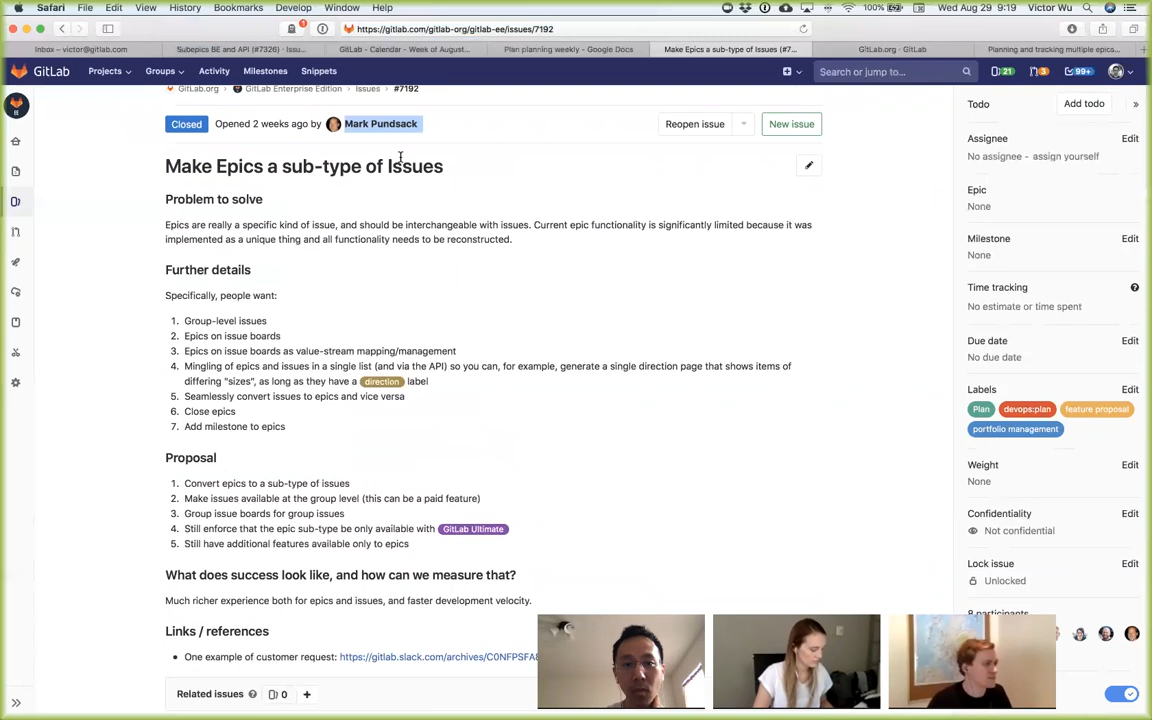 Safari File Edit View History Bookmarks Develop Window Help 100% Wed Aug 29 9:19 Victor Wu
https://gitlab.com/gitlab-org/gitlab-ee/issues/7192
Inbox – victor@gitlab.com Subepics BE and API (#7326) · Issu... GitLab - Calendar - Week of August... Plan planning weekly - Google Docs Make Epics a sub-type of Issues (#7... GitLab.org · GitLab Planning and tracking multiple epics...
GitLab Projects Groups Activity Milestones Snippets Search or jump to... 21 3 99+
GitLab.org > GitLab Enterprise Edition > Issues > #7192
Closed Opened 2 weeks ago by Mark Pundsack Reopen issue New issue
Make Epics a sub-type of Issues
Problem to solve
Epics are really a specific kind of issue, and should be interchangeable with issues. Current epic functionality is significantly limited because it was
implemented as a unique thing and all functionality needs to be reconstructed.
Further details
Specifically, people want:
1. Group-level issues
2. Epics on issue boards
3. Epics on issue boards as value-stream mapping/management
4. Mingling of epics and issues in a single list (and via the API) so you can, for example, generate a single direction page that shows items of
differing "sizes", as long as they have a direction label
5. Seamlessly convert issues to epics and vice versa
6. Close epics
7. Add milestone to epics
Proposal
1. Convert epics to a sub-type of issues
2. Make issues available at the group level (this can be a paid feature)
3. Group issue boards for group issues
4. Still enforce that the epic sub-type be only available with GitLab Ultimate
5. Still have additional features available only to epics
What does success look like, and how can we measure that?
Much richer experience both for epics and issues, and faster development velocity.
Links / references
• One example of customer request: https://gitlab.slack.com/archives/C0NFPSFA8
Related issues 0 +
Todo Add todo »
Assignee Edit
No assignee - assign yourself
Epic
None
Milestone Edit
None
Time tracking
No estimate or time spent
Due date Edit
No due date
Labels Edit
Plan devops:plan feature proposal
portfolio management
Weight Edit
None
Confidentiality Edit
Not confidential
Lock issue Edit
Unlocked
8 participants